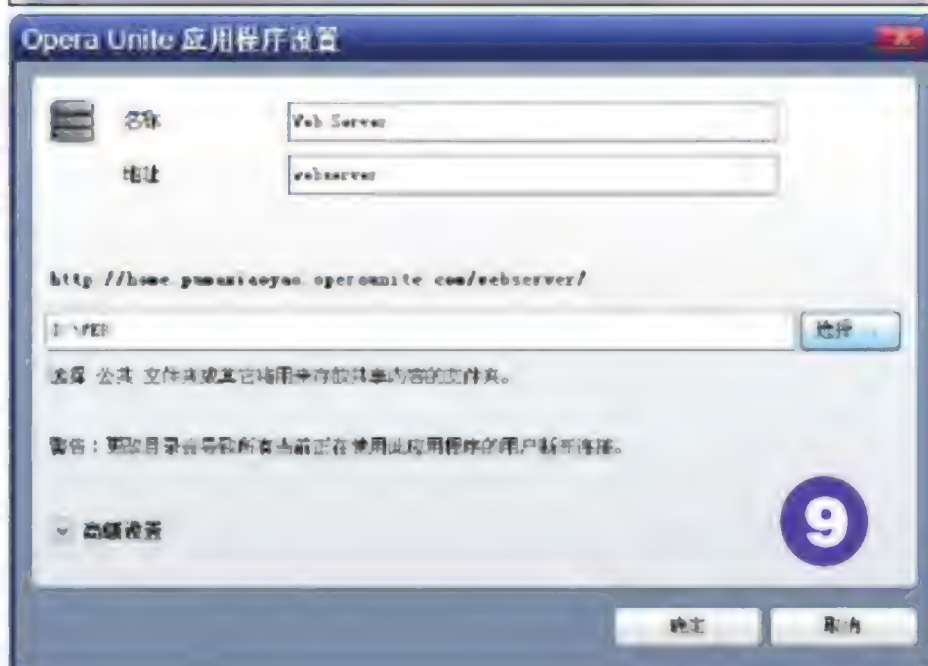 Opera Unite 应用程序设置
名称
Web Server
地址
webserver
http://home.pumaxiaoyao.operaunite.com/webserver/
选择
选择 公共 文件夹或其它将用来存放共享内容的文件夹。
警告：更改目录会导致所有当前正在使用此应用程序的用户断开连接。
高级设置
9
确定
取消